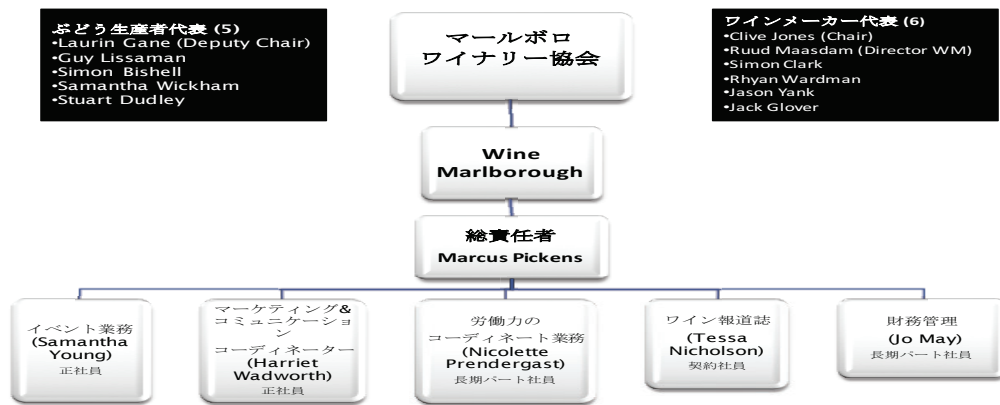 ぶどう生産者代表 (5)
•Laurin Gane (Deputy Chair)
•Guy Lissaman
•Simon Bishell
•Samantha Wickham
•Stuart Dudley
マールボロ
ワイナリー協会
ワインメーカー代表 (6)
•Clive Jones (Chair)
•Ruud Maasdam (Director WM)
•Simon Clark
•Rhyan Wardman
•Jason Yank
•Jack Glover
Wine
Marlborough
総責任者
Marcus Pickens
イベント業務
(Samantha
Young)
正社員
マーケティング&
コミュニケーショ
ン
コーディネーター
(Harriet
Wadworth)
正社員
労働力の
コーディネート業務
(Nicolette
Prendergast)
長期パート社員
ワイン報道誌
(Tessa
Nicholson)
契約社員
財務管理
(Jo May)
長期パート社員